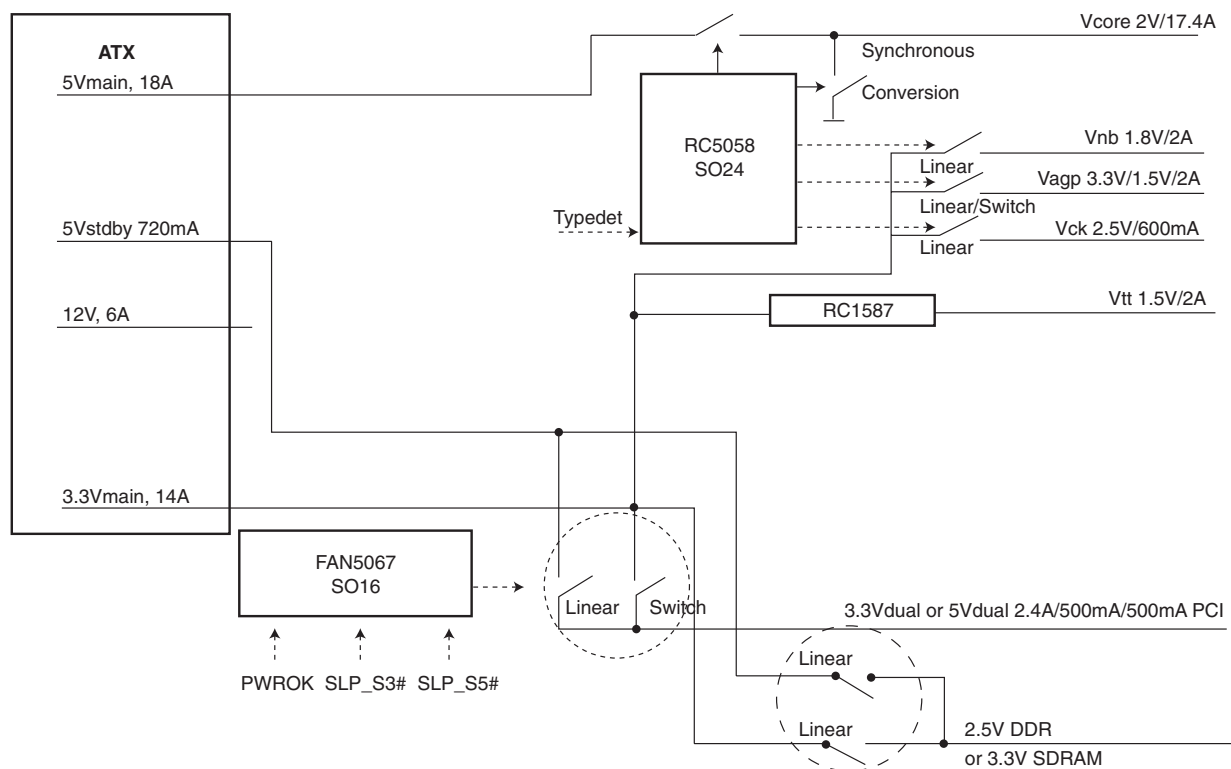 Vcore 2V/17.4A
ATX
Synchronous
5Vmain, 18A
Conversion
RC5058
SO24
Vnb 1.8V/2A
Linear
Vagp 3.3V/1.5V/2A
Linear/Switch
Typedet
5Vstdby 720mA
Vck 2.5V/600mA
Linear
12V, 6A
RC1587
Vtt 1.5V/2A
3.3Vmain, 14A
FAN5067
SO16
Linear
Switch
3.3Vdual or 5Vdual 2.4A/500mA/500mA PCI
PWROK
SLP_S3#
SLP_S5#
Linear
Linear
2.5V DDR
or 3.3V SDRAM